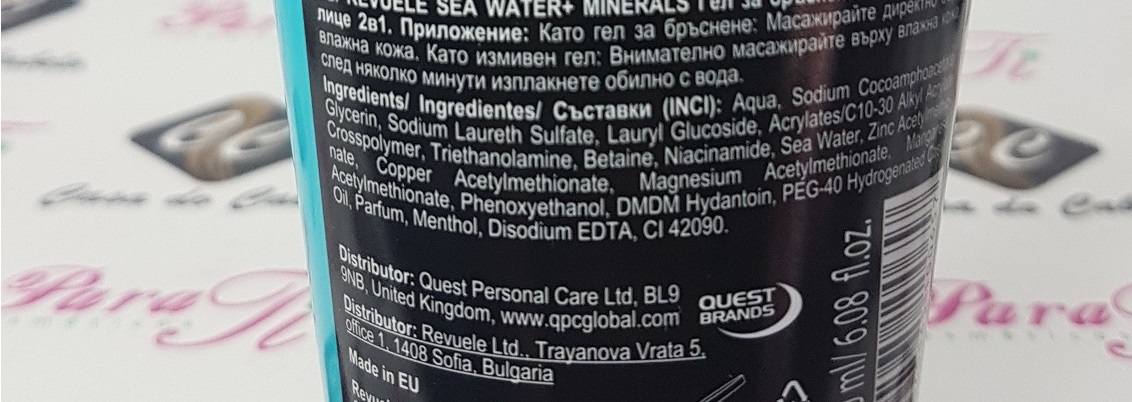 REVUELE SEA WATER+ MINERALS Гел за
лице 2в1. Приложение: Като гел за бръснене: Масажирайте директно
влажна кожа. Като измивен гел: Внимателно масажирайте върху влажна кожа
след няколко минути изплакнете обилно с вода.
Ingredients/ Ingredientes/ Съставки (INCI): Aqua, Sodium
Glycerin, Sodium Laureth Sulfate, Lauryl Glucoside, Acrylates/C10-30 Alkyl
Crosspolymer, Triethanolamine, Betaine, Niacinamide, Sea Water, Zinc
nate, Copper Acetylmethionate, Magnesium Acetylmethionate,
Acetylmethionate, Phenoxyethanol, DMDM Hydantoin, PEG-40 Hydrogenated
Oil, Parfum, Menthol, Disodium EDTA, CI 42090.
Distributor: Quest Personal Care Ltd, BL9
9NB, United Kingdom, www.qpcglobal.com
QUEST
BRANDS
Distributor: Revuele Ltd., Trayanova Vrata 5,
office 1, 1408 Sofia, Bulgaria
Made in EU
ml/ 6.08 fl.oz.
Para Ti
Para